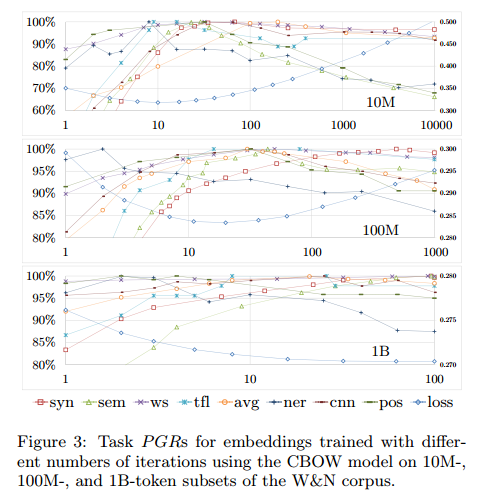 100% 0.500
90% 0.450
80% 0.400
70% 0.350
60% 10M 0.300
1 10 100 1000 10000
100% 0.300
95% 0.295
90% 0.290
85% 0.285
80% 100M 0.280
1 10 100 1000
100% 0.280
95%
90% 0.275
85% 1B
80% 0.270
1 10 100
syn sem ws tfl avg ner cnn pos loss
Figure 3: Task PGRs for embeddings trained with differ-
ent numbers of iterations using the CBOW model on 10M-,
100M-, and 1B-token subsets of the W&N corpus.